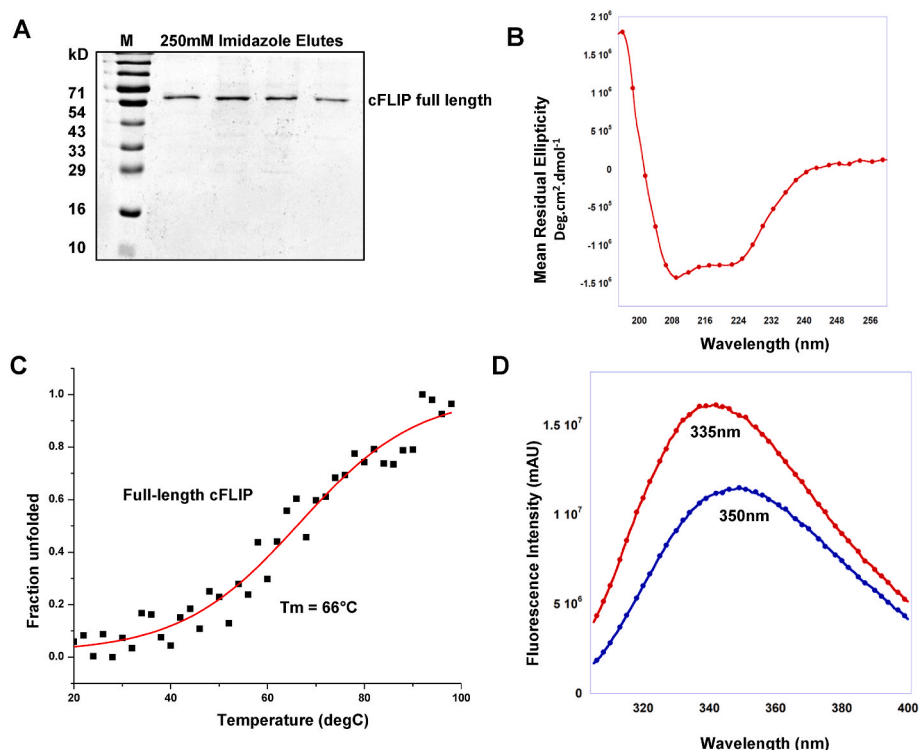 A
M 250mM Imidazole Elutes
kD
71
54
43
33
29
16
10
cFLIP full length
B
Mean Residual Ellipticity
Deg.cm².dmol⁻¹
2 10⁶
1.5 10⁶
1 10⁶
5 10⁵
0
-5 10⁵
-1 10⁶
-1.5 10⁶
200 208 216 224 232 240 248 256
Wavelength (nm)
C
Fraction unfolded
1.0
0.8
0.6
0.4
0.2
0.0
Full-length cFLIP
Tm = 66°C
20 40 60 80 100
Temperature (degC)
D
Fluorescence Intensity (mAU)
1.5 10⁷
1 10⁷
5 10⁶
0
335nm
350nm
320 340 360 380 400
Wavelength (nm)